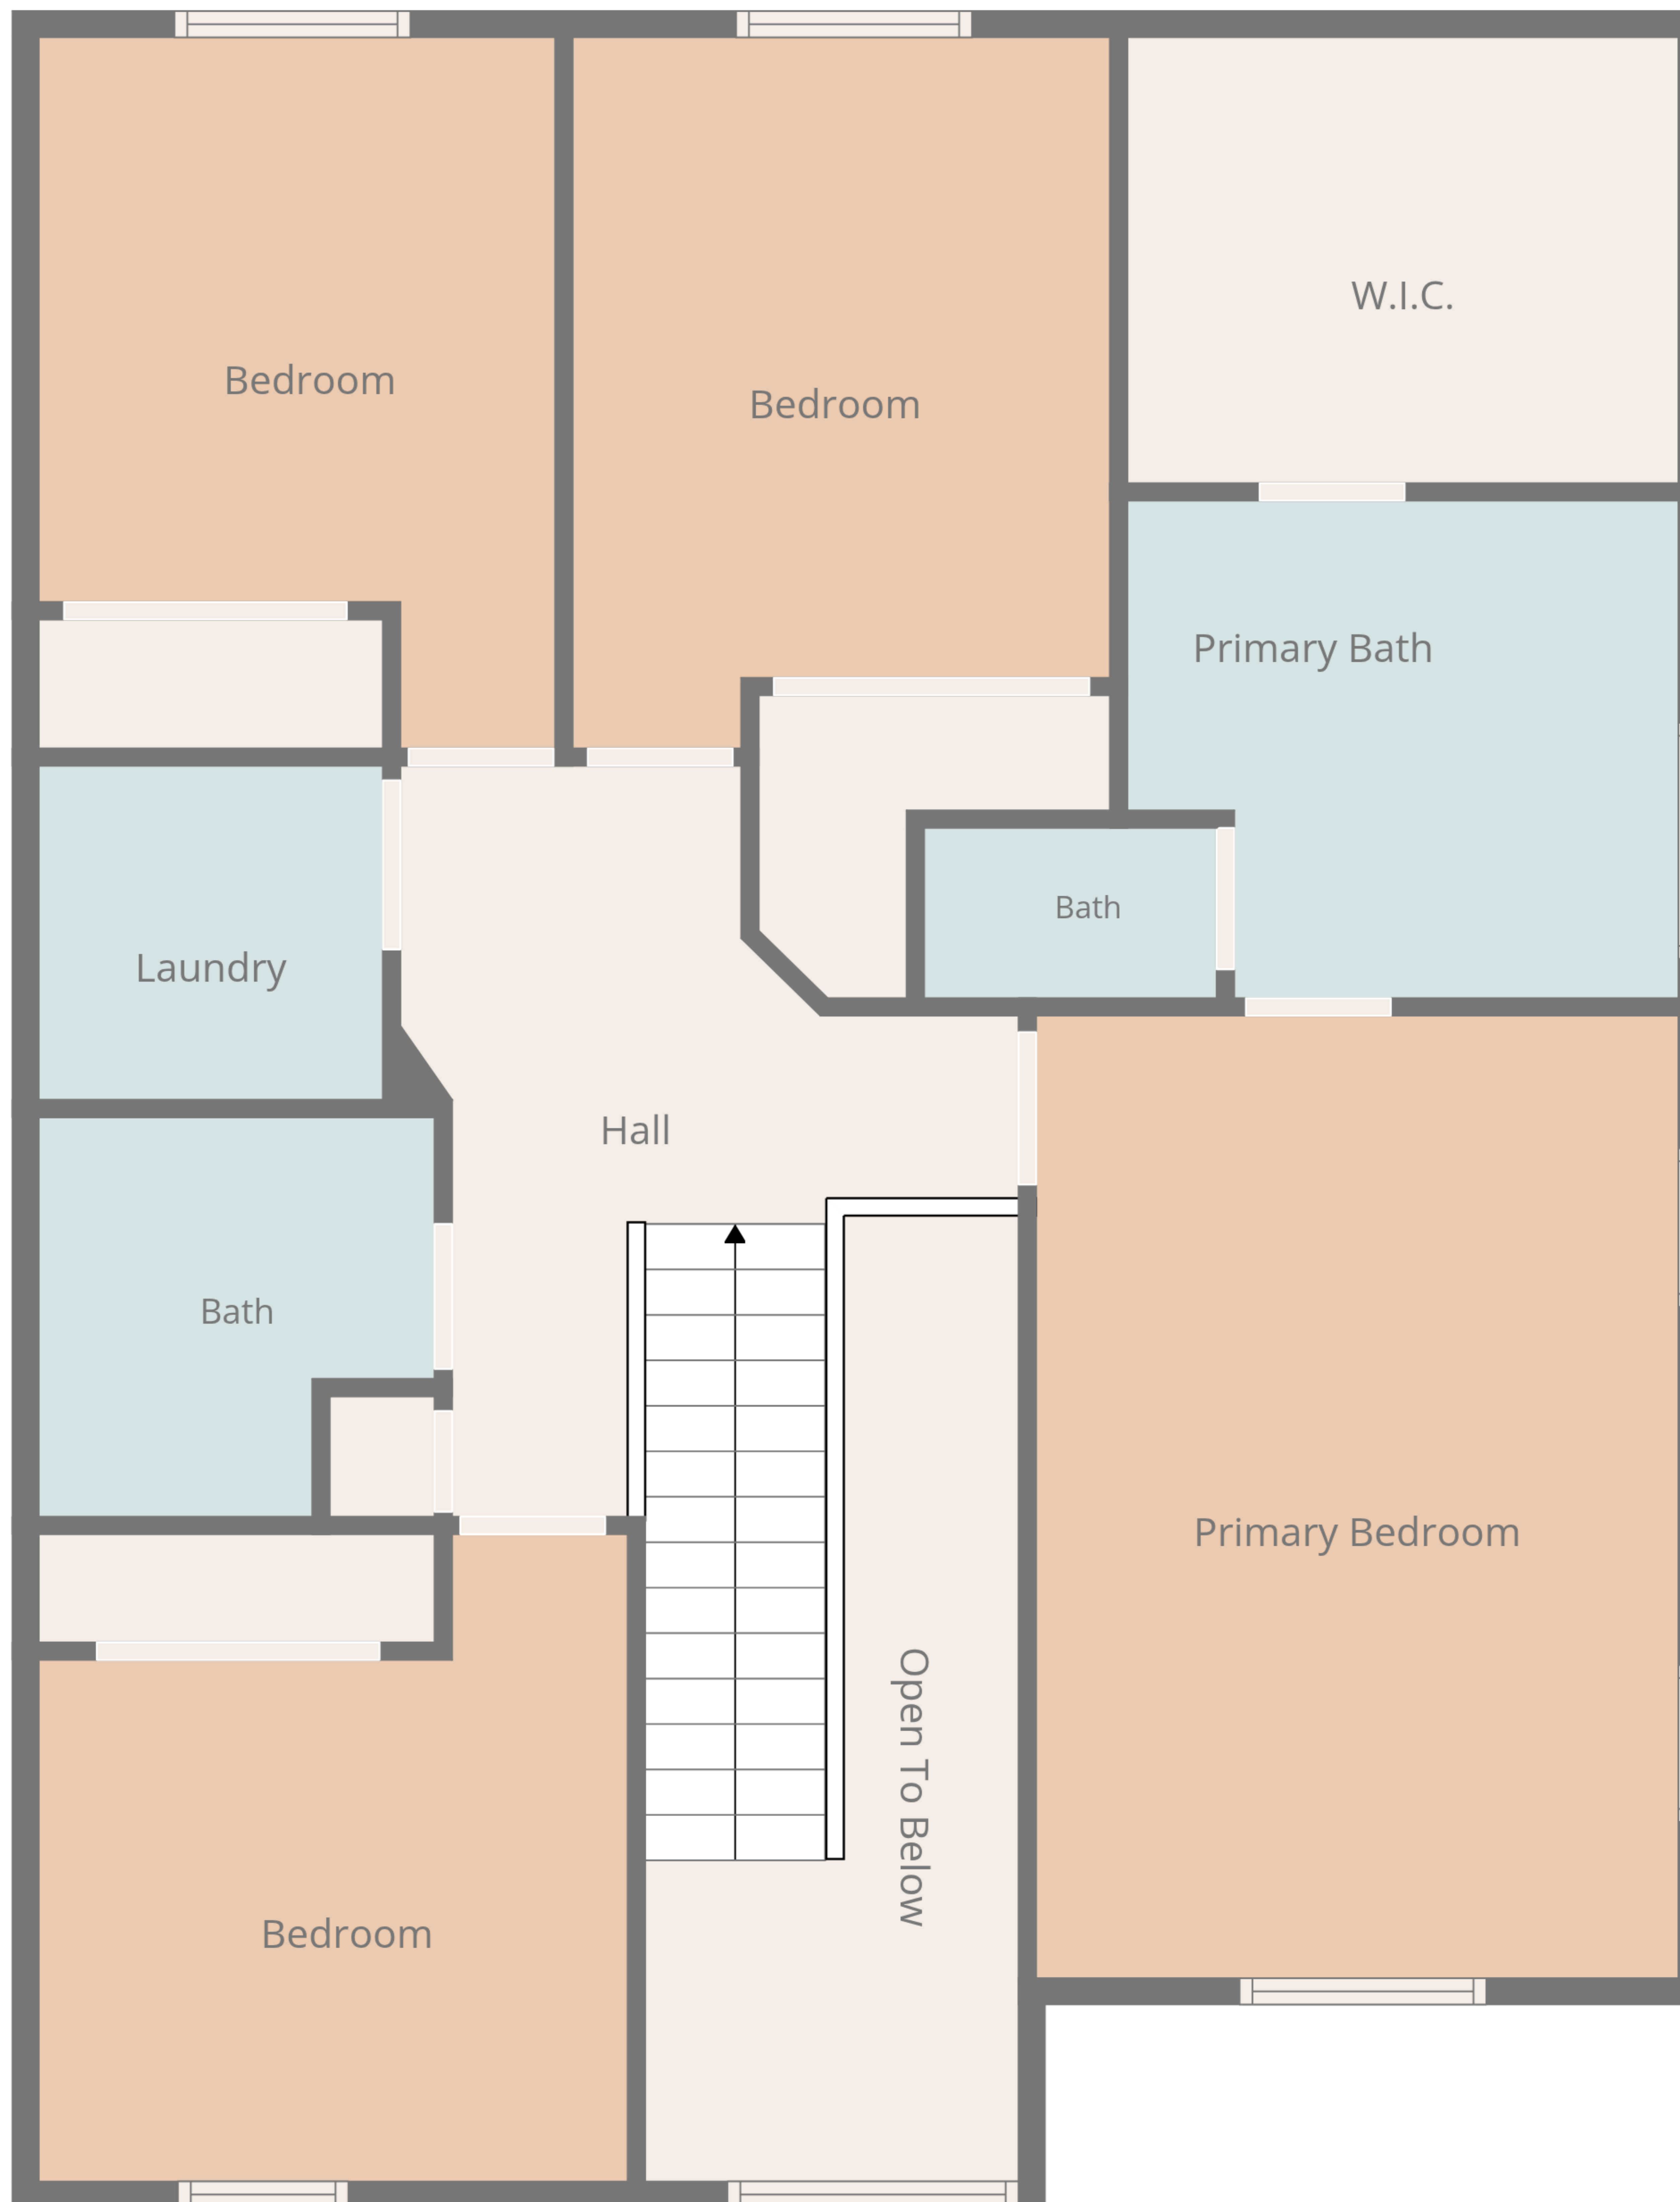 W.I.C.
Bedroom
Bedroom
Primary Bath
Bath
Laundry
Hall
Bath
Primary Bedroom
Open To Below
Bedroom